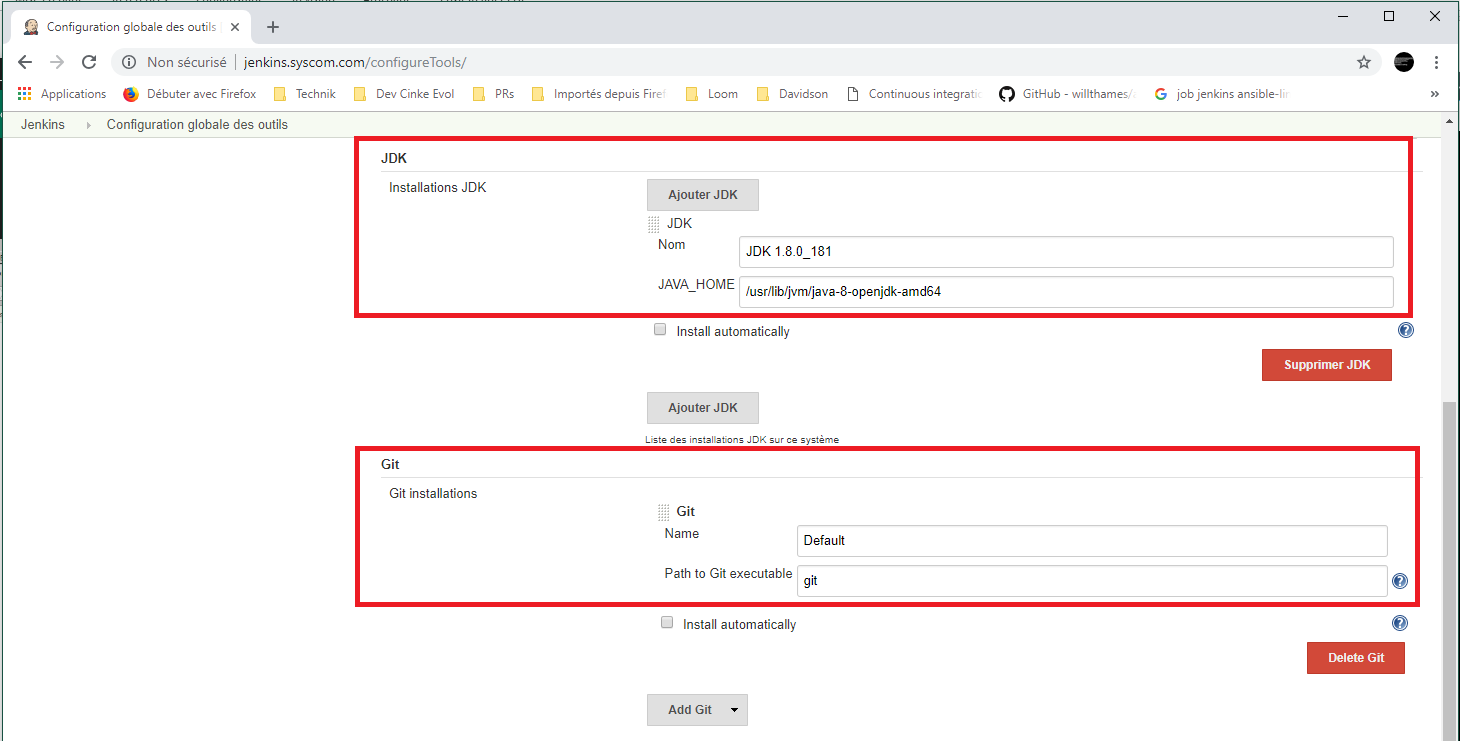 Configuration globale des outils
Non sécurisé jenkins.syscom.com/configureTools/
Applications Débuter avec Firefox Technik Dev Cinke Evol PRs Importés depuis Firef Loom Davidson Continuous integratio GitHub - willthames/ job jenkins ansible-lin »
Jenkins Configuration globale des outils
JDK
Installations JDK
Ajouter JDK
JDK
Nom JDK 1.8.0_181
JAVA_HOME /usr/lib/jvm/java-8-openjdk-amd64
Install automatically
Supprimer JDK
Ajouter JDK
Liste des installations JDK sur ce système
Git
Git installations
Git
Name Default
Path to Git executable git
Install automatically
Delete Git
Add Git